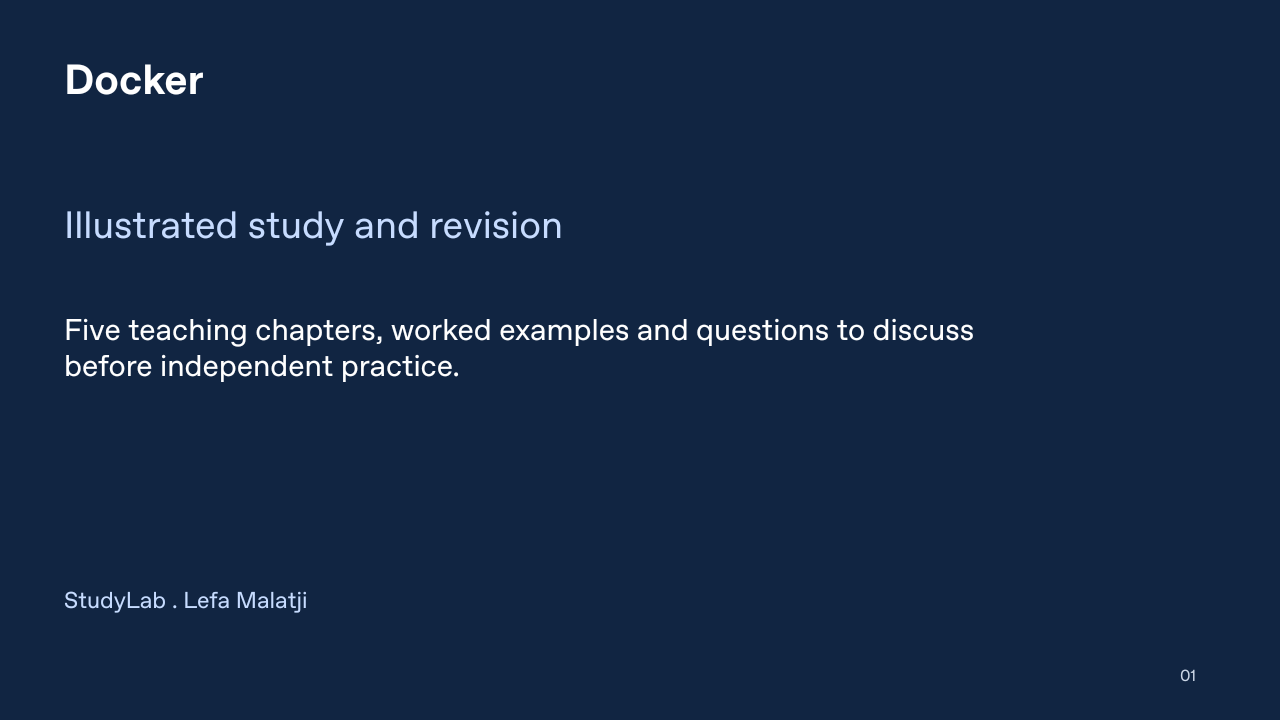 Docker
Illustrated study and revision
Five teaching chapters, worked examples and questions to discuss
before independent practice.
StudyLab . Lefa Malatji
01